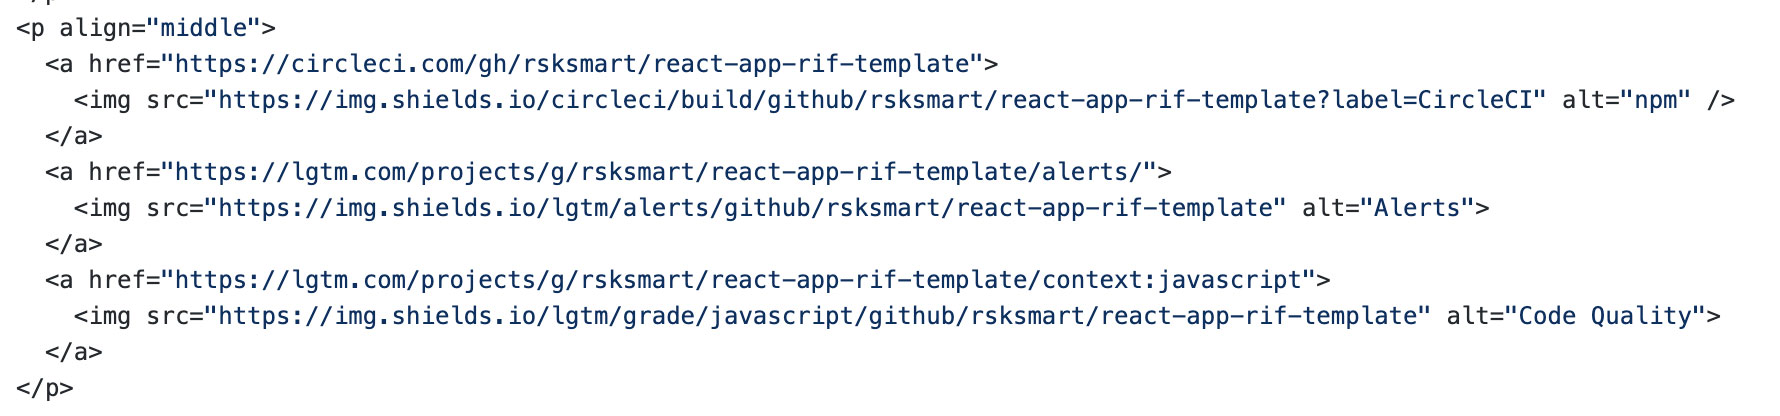 <p align="middle">
  <a href="https://circleci.com/gh/rsksmart/react-app-rif-template">
    <img src="https://img.shields.io/circleci/build/github/rsksmart/react-app-rif-template?label=CircleCI" alt="npm" />
  </a>
  <a href="https://lgtm.com/projects/g/rsksmart/react-app-rif-template/alerts/">
    <img src="https://img.shields.io/lgtm/alerts/github/rsksmart/react-app-rif-template" alt="Alerts">
  </a>
  <a href="https://lgtm.com/projects/g/rsksmart/react-app-rif-template/context:javascript">
    <img src="https://img.shields.io/lgtm/grade/javascript/github/rsksmart/react-app-rif-template" alt="Code Quality">
  </a>
</p>